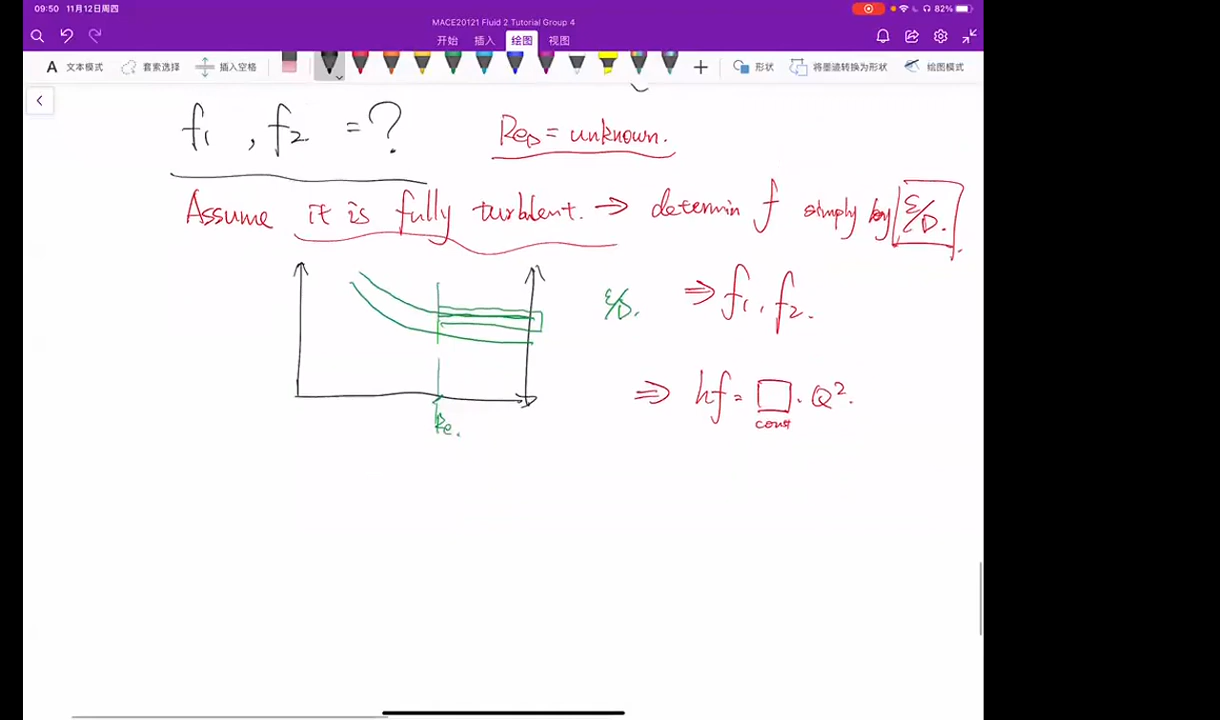 09:50 11月12日周四
82%
MACE20121 Fluid 2 Tutorial Group 4
开始 插入 绘图 视图
A 文本模式 套索选择 插入空格 形状 将墨迹转换为形状 绘图模式
f1 , f2 = ? ReD = unknown.
Assume it is fully turbulent. → determin f simply by ε/D.
ε/D. ⇒ f1, f2.
⇒ hf = □ · Q².
const
Re.